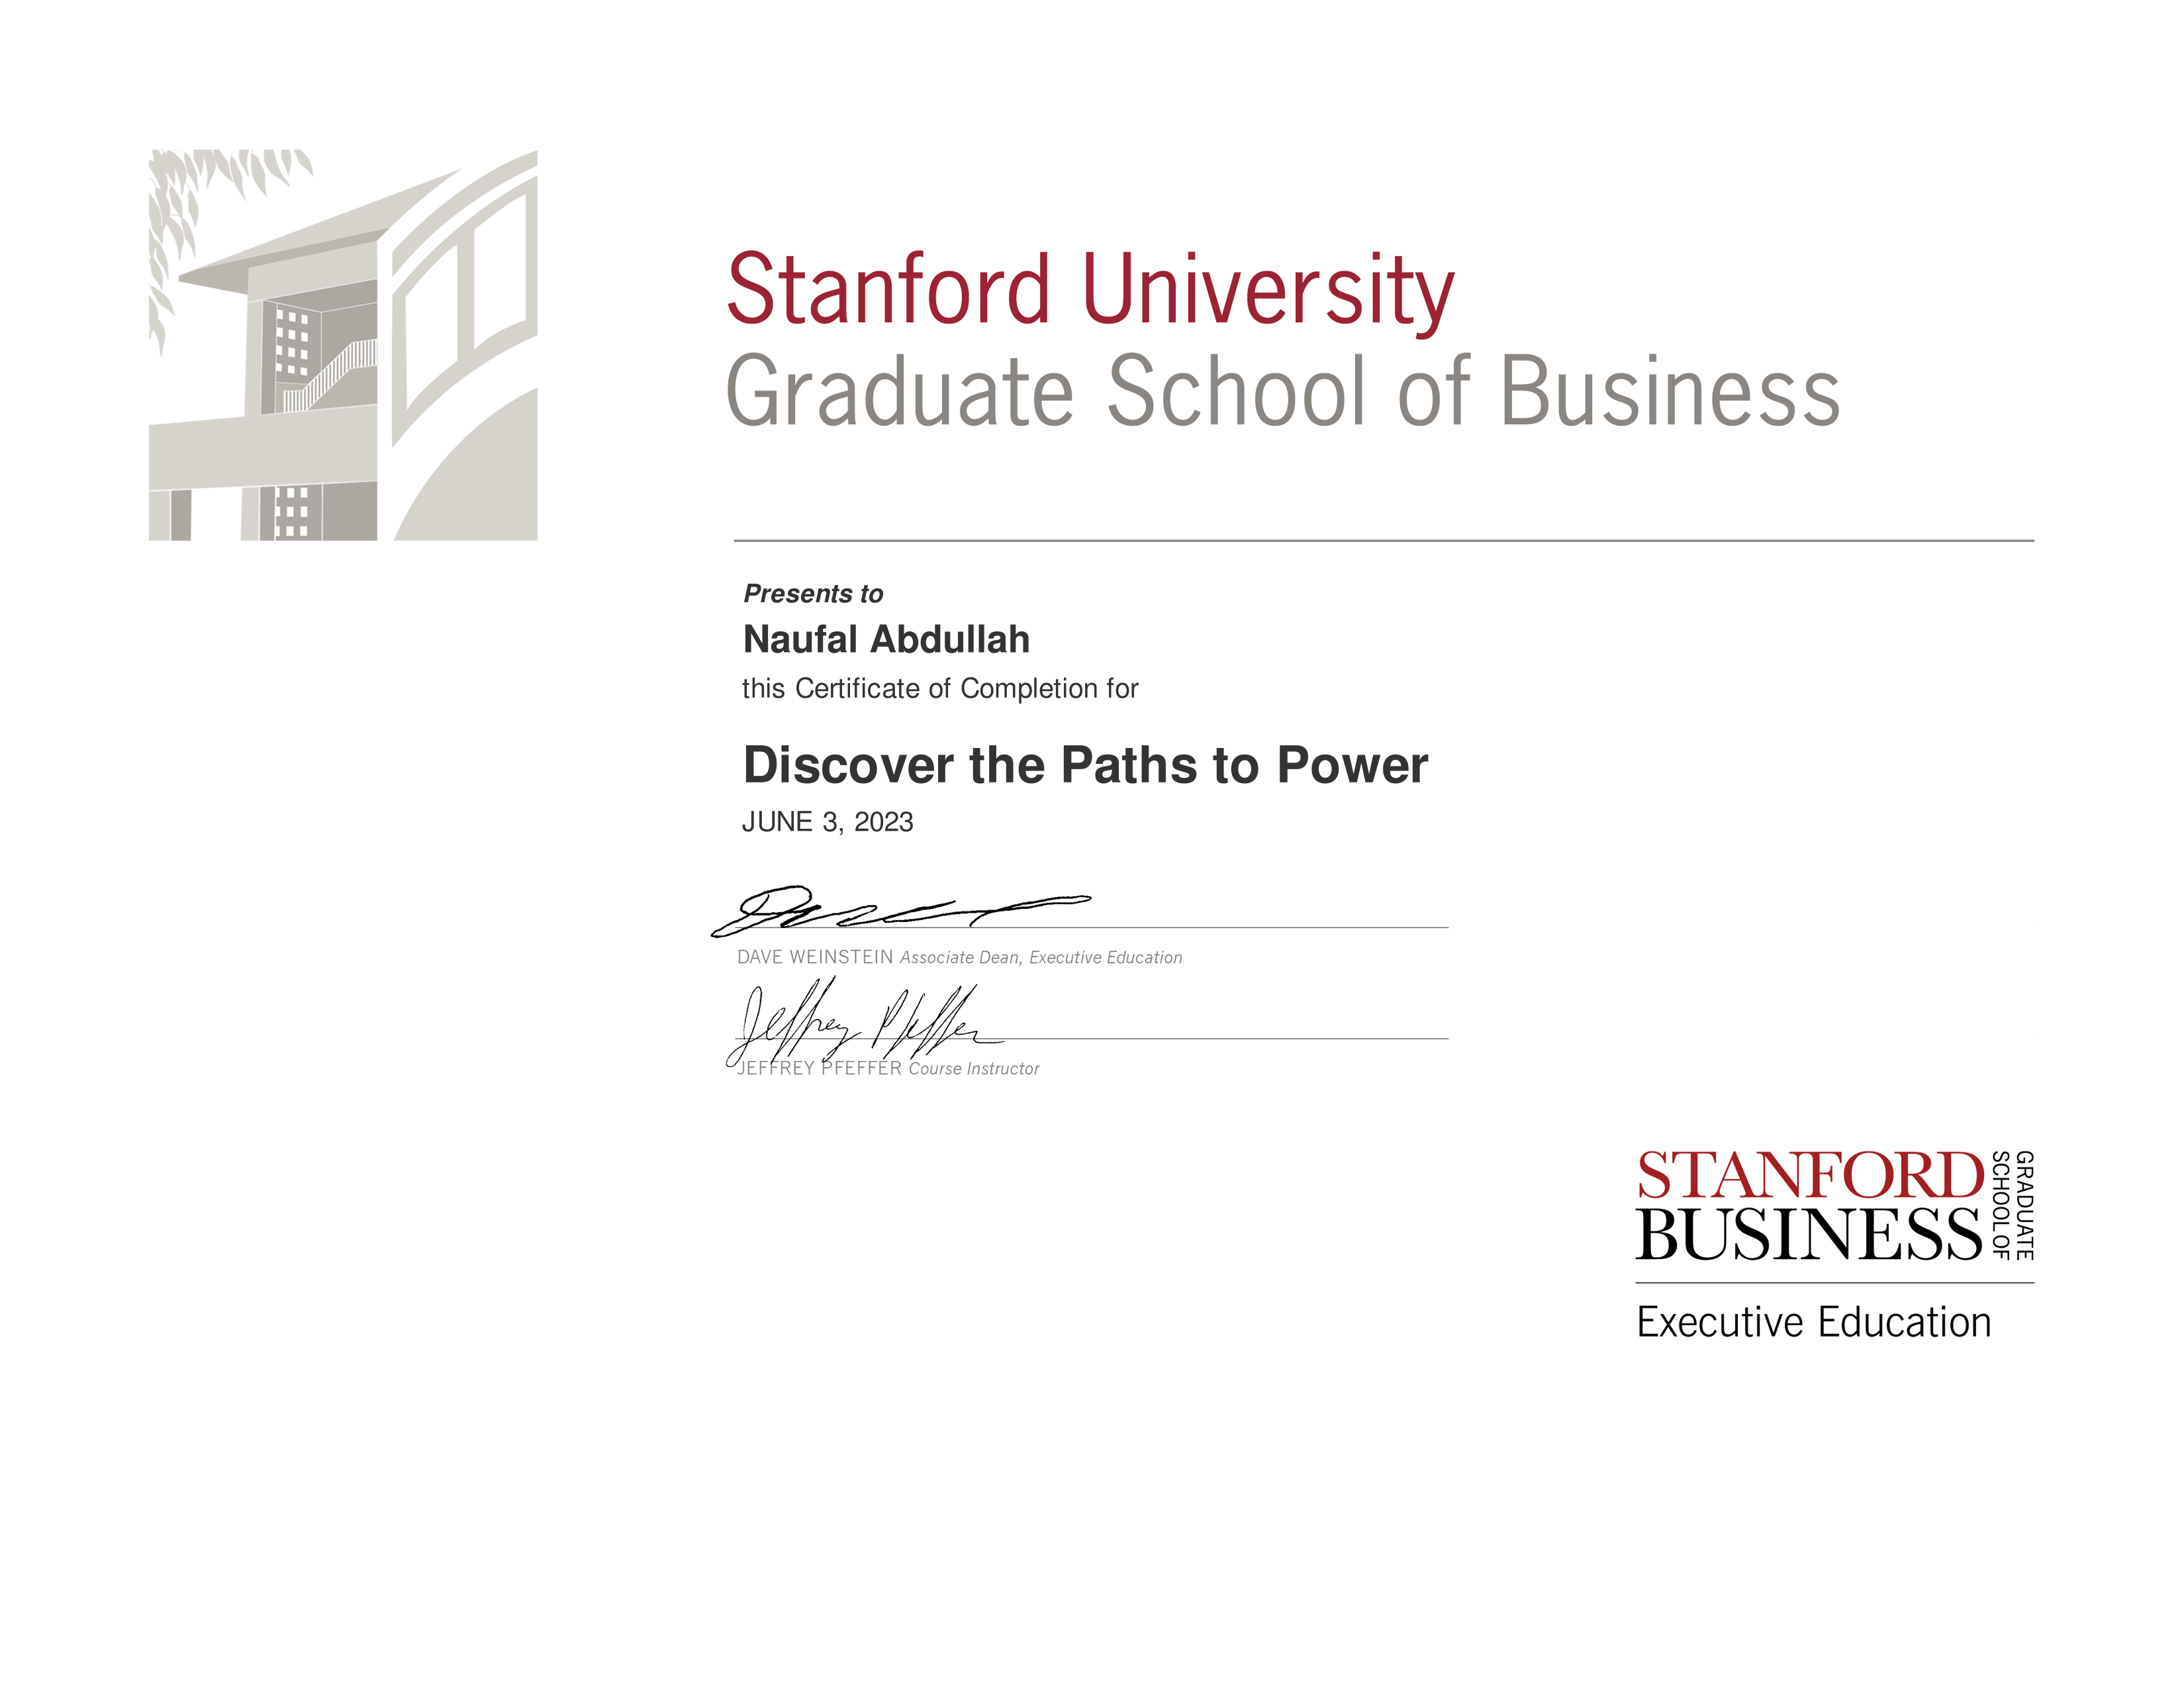 Stanford University
Graduate School of Business
Presents to
Naufal Abdullah
this Certificate of Completion for
Discover the Paths to Power
JUNE 3, 2023
DAVE WEINSTEIN Associate Dean, Executive Education
Jeffrey Pfeffer
JEFFREY PFEFFER Course Instructor
STANFORD
BUSINESS
GRADUATE
SCHOOL OF
Executive Education